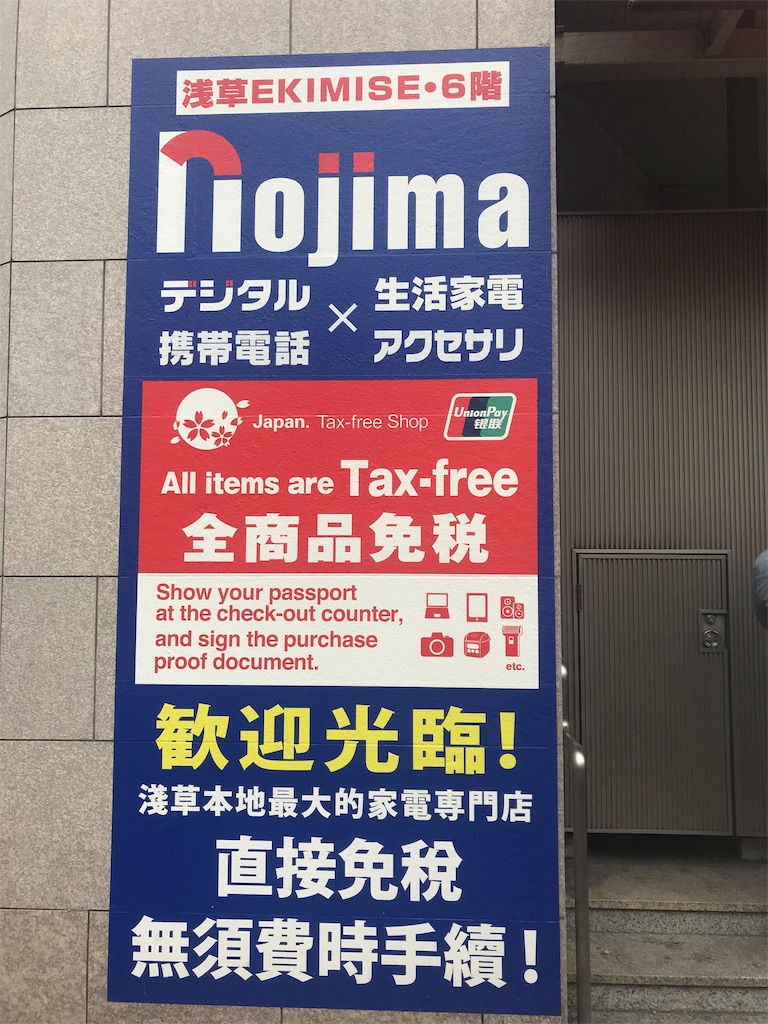 浅草EKIMISE・6階
nojima
デジタル × 生活家電
携帯電話 アクセサリ
Japan. Tax-free Shop
UnionPay
银联
All items are Tax-free
全商品免税
Show your passport
at the check-out counter,
and sign the purchase
proof document.
etc.
歡迎光臨!
淺草本地最大的家電専門店
直接免稅
無須費時手續!